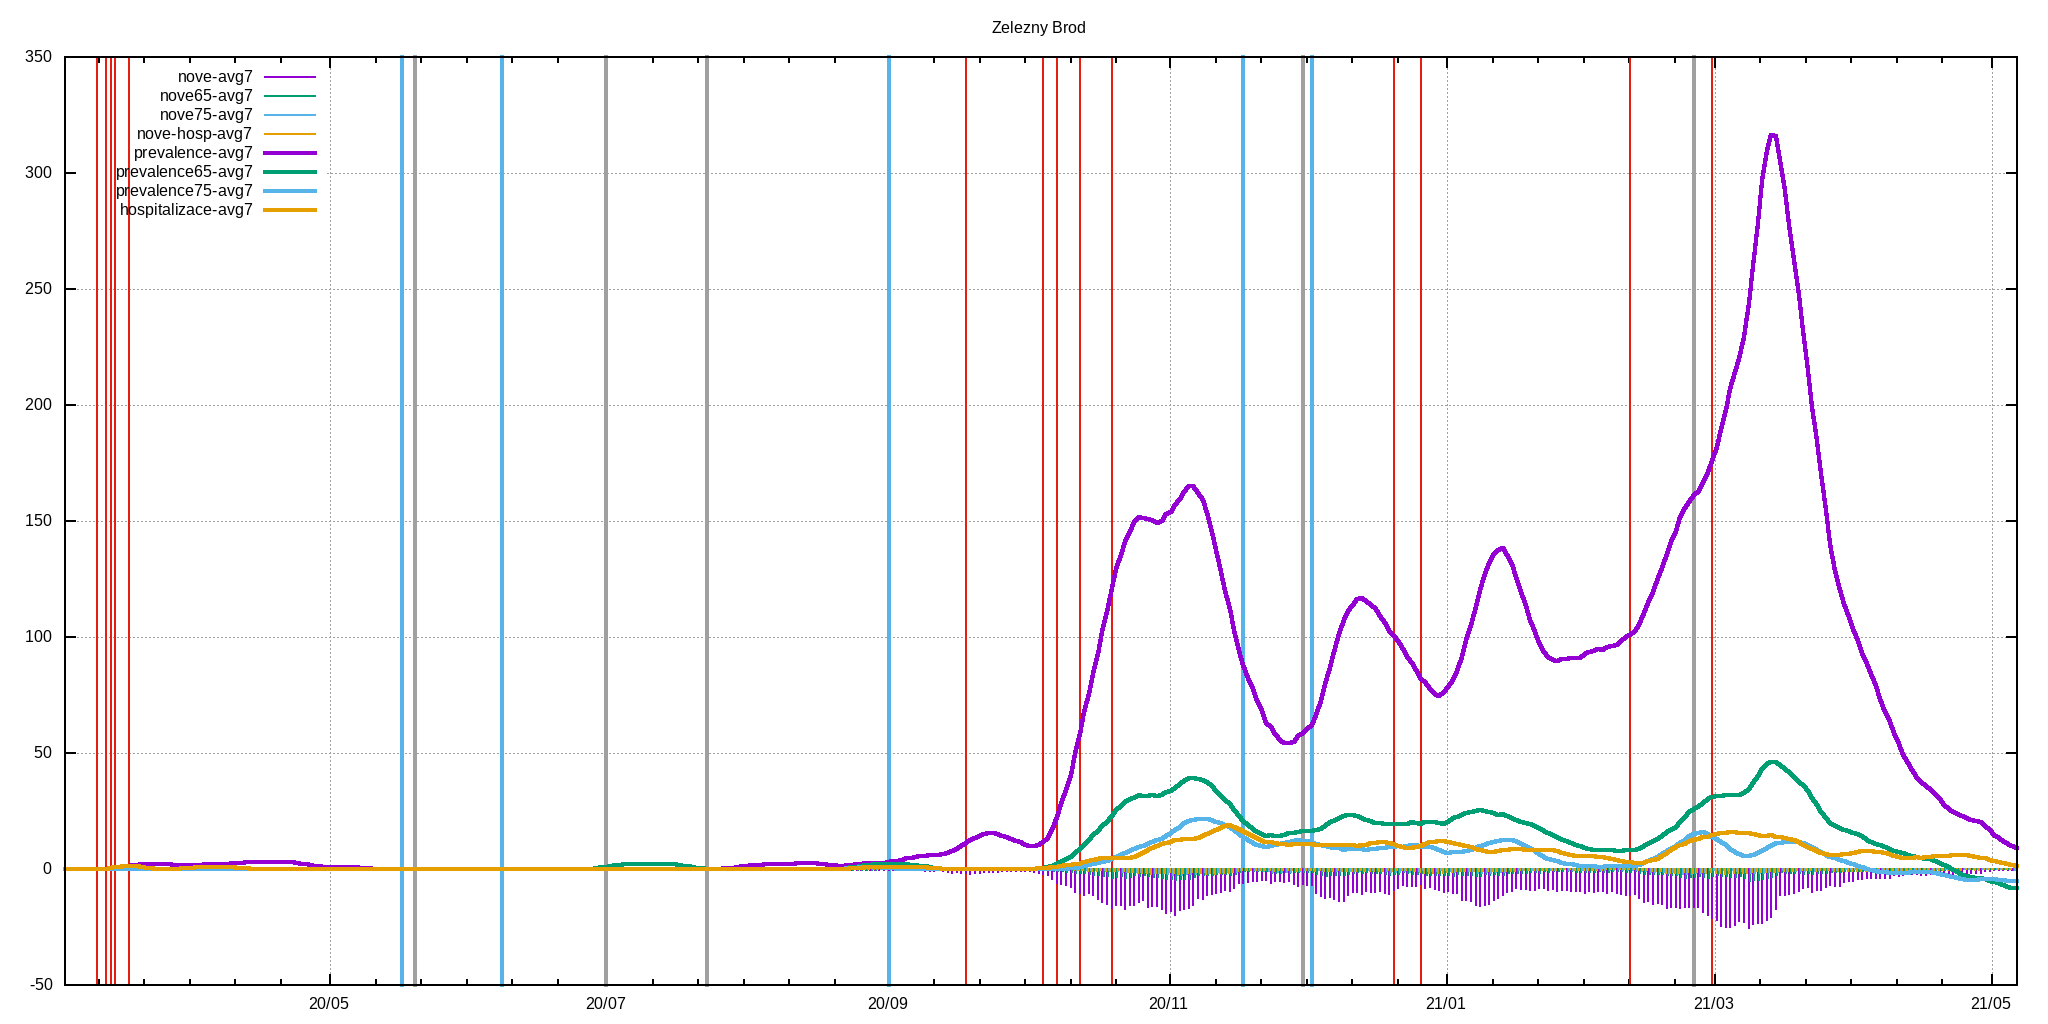 Zelezny Brod
350
300
250
200
150
100
50
0
-50
nove-avg7
nove65-avg7
nove75-avg7
nove-hosp-avg7
prevalence-avg7
prevalence65-avg7
prevalence75-avg7
hospitalizace-avg7
20/05 20/07 20/09 20/11 21/01 21/03 21/05